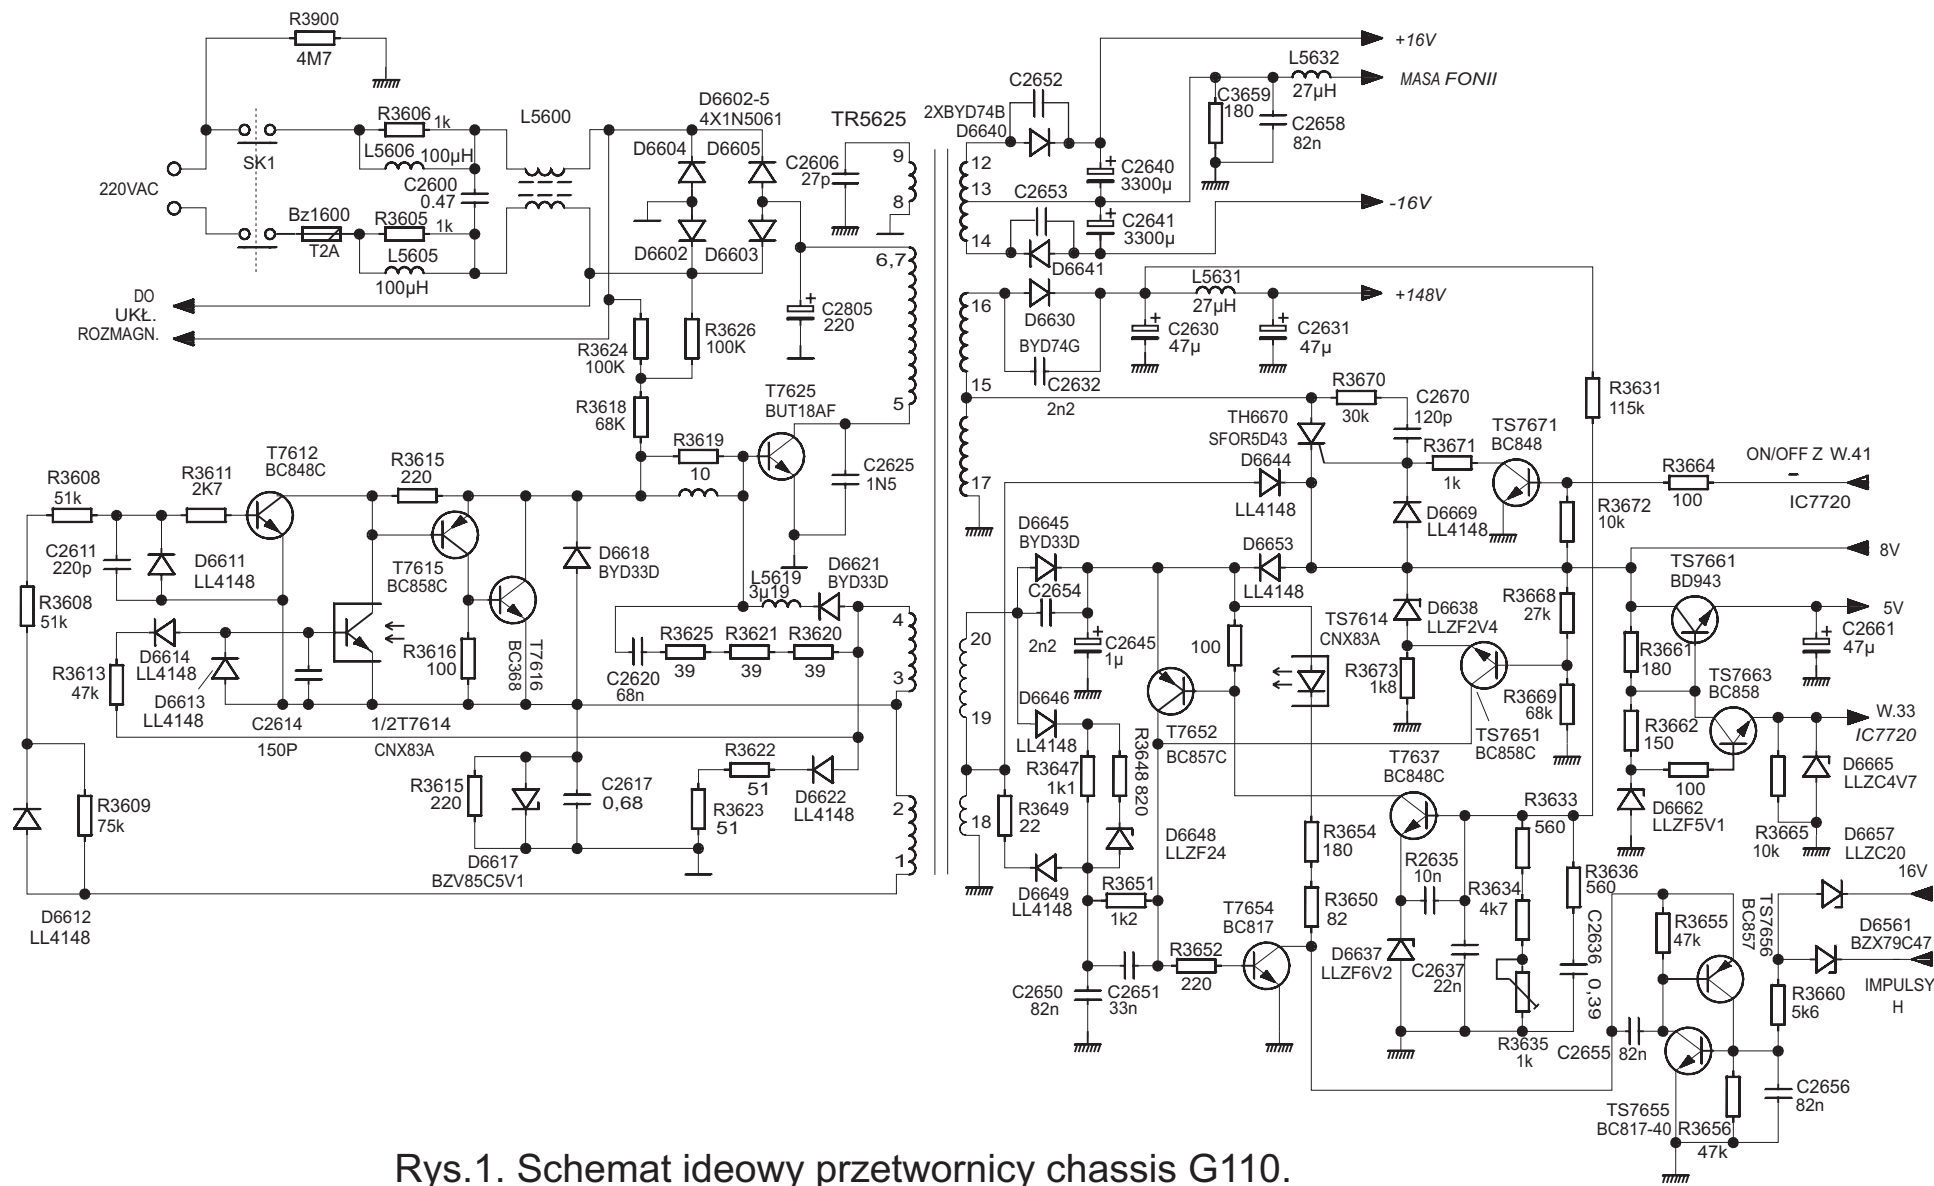 R3900
4M7
220VAC
SK1
R3606
1k
L5606
100µH
C2600
0.47
Bz1600
T2A
R3605
1k
L5605
100µH
L5600
DO
UKŁ.
ROZMAGN.
D6602-5
4X1N5061
D6604
D6605
D6602
D6603
C2606
27p
TR5625
9
8
6,7
5
4
3
2
1
C2805
220
R3624
100K
R3626
100K
R3618
68K
R3619
10
T7625
BUT18AF
C2625
1N5
T7612
BC848C
R3608
51k
R3611
2K7
R3615
220
C2611
220p
D6611
LL4148
T7615
BC858C
D6618
BYD33D
L5619
3µ19
D6621
BYD33D
R3608
51k
R3613
47k
D6614
LL4148
D6613
LL4148
R3616
100
T7616
BC368
R3625
39
R3621
39
R3620
39
C2620
68n
C2614
150P
1/2T7614
CNX83A
R3615
220
D6617
BZV85C5V1
C2617
0,68
R3622
51
R3623
51
D6622
LL4148
R3609
75k
D6612
LL4148
2XBYD74B
D6640
C2652
12
13
14
16
15
17
20
19
18
C2653
D6641
C2640
3300µ
C2641
3300µ
+16V
MASA FONII
-16V
+148V
C3659
180
C2658
82n
L5632
27µH
D6630
BYD74G
C2632
2n2
L5631
27µH
C2630
47µ
C2631
47µ
R3670
30k
C2670
120p
TH6670
SFOR5D43
R3671
1k
TS7671
BC848
R3631
115k
R3664
100
ON/OFF Z W.41
–
IC7720
D6644
LL4148
D6669
LL4148
R3672
10k
D6645
BYD33D
C2654
2n2
C2645
1µ
D6653
LL4148
100
TS7614
CNX83A
D6638
LLZF2V4
R3668
27k
R3673
1k8
R3669
68k
TS7651
BC858C
TS7661
BD943
8V
5V
C2661
47µ
R3661
180
TS7663
BC858
R3662
150
100
W.33
IC7720
D6665
LLZC4V7
D6662
LLZF5V1
R3665
10k
D6657
LLZC20
16V
D6646
LL4148
R3647
1k1
R3648 820
T7652
BC857C
R3649
22
D6648
LLZF24
D6649
LL4148
R3651
1k2
C2650
82n
C2651
33n
R3652
220
T7654
BC817
R3654
180
R3650
82
T7637
BC848C
R3633
560
R2635
10n
R3634
4k7
R3636
560
D6637
LLZF6V2
C2637
22n
C2636 0,39
R3635
1k
C2655
82n
R3655
47k
TS7656
BC857
D6561
BZX79C47
IMPULSY
H
R3660
5k6
TS7655
BC817-40
R3656
47k
C2656
82n
Rys.1. Schemat ideowy przetwornicy chassis G110.